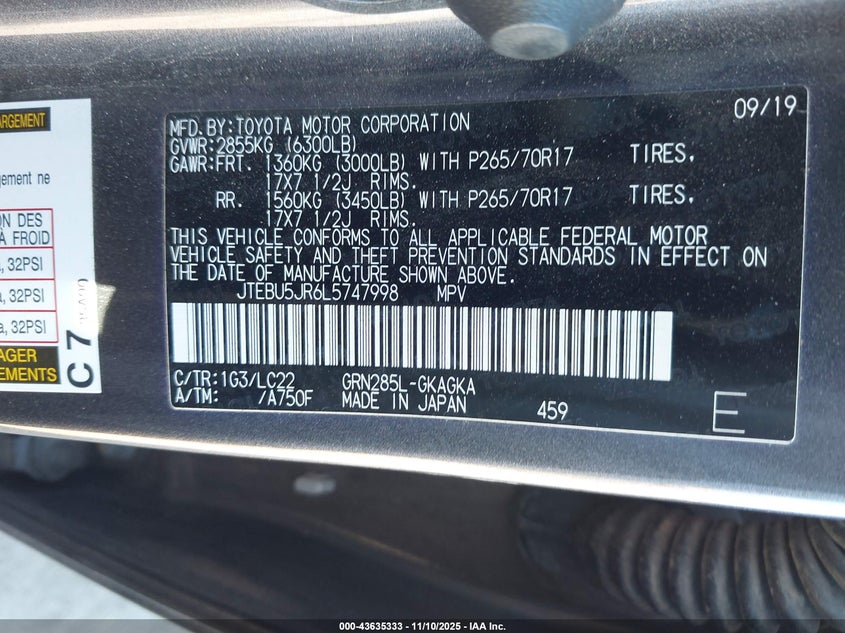 ARGEMENT
gement ne
ON DES
À FROID
a, 32PSI
a, 32PSI
a, 32PSI
AGER
EMENTS
C 7
09/19
MFD.BY:TOYOTA MOTOR CORPORATION
GVWR:2855KG (6300LB)
GAWR:FRT. 1360KG (3000LB) WITH P265/70R17 TIRES,
17X7 1/2J RIMS.
RR. 1560KG (3450LB) WITH P265/70R17 TIRES,
17X7 1/2J RIMS.
THIS VEHICLE CONFORMS TO ALL APPLICABLE FEDERAL MOTOR
VEHICLE SAFETY AND THEFT PREVENTION STANDARDS IN EFFECT ON
THE DATE OF MANUFACTURE SHOWN ABOVE.
JTEBU5JR6L5747998 MPV
C/TR:1G3/LC22 GRN285L-GKAGKA
A/TM: /A750F MADE IN JAPAN 459 E
000-43635333 — 11/10/2025 — IAA Inc.